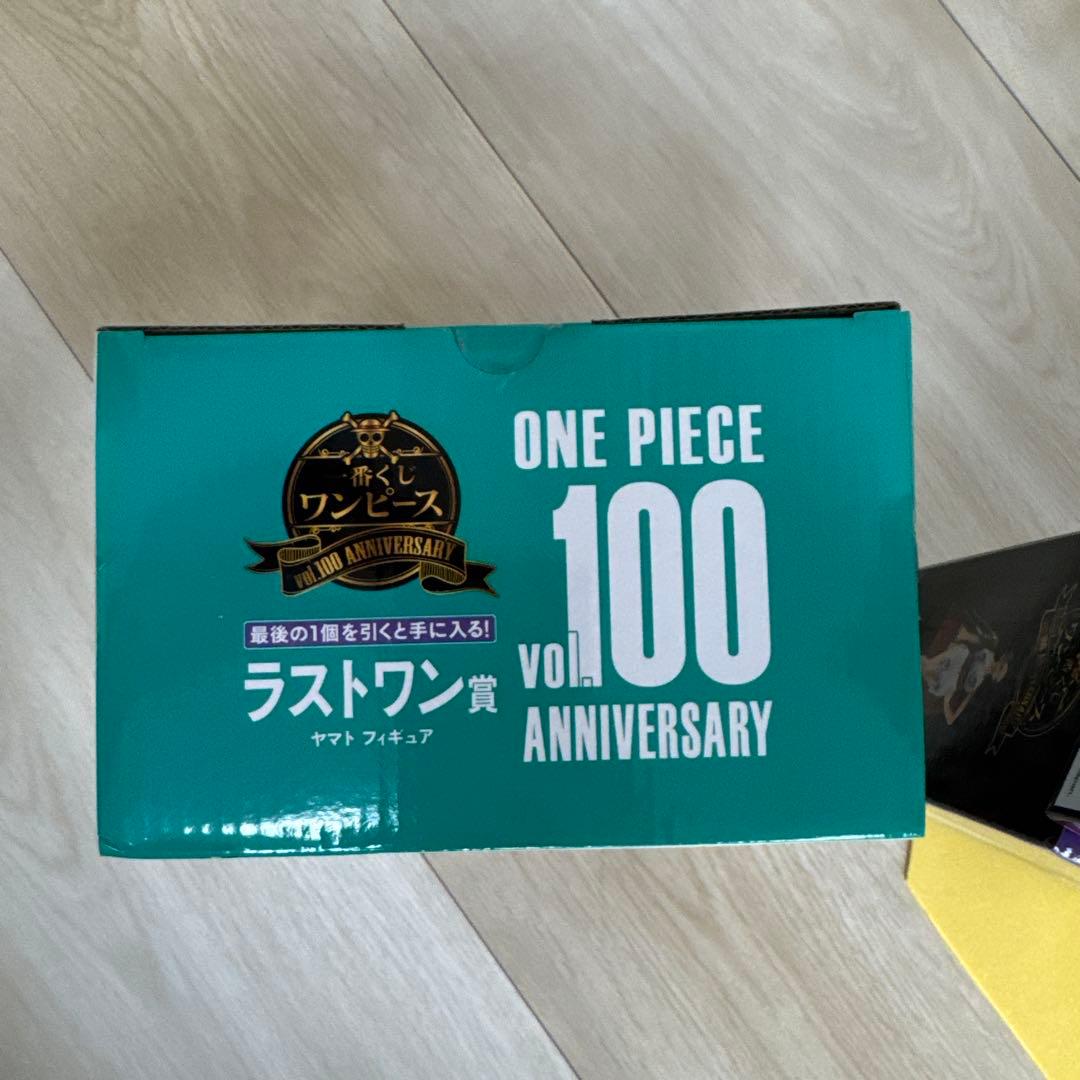 一番くじ
ワンピース
vol.100 ANNIVERSARY
最後の1個を引くと手に入る!
ラストワン賞
ヤマト フィギュア
ONE PIECE
vol.100
ANNIVERSARY